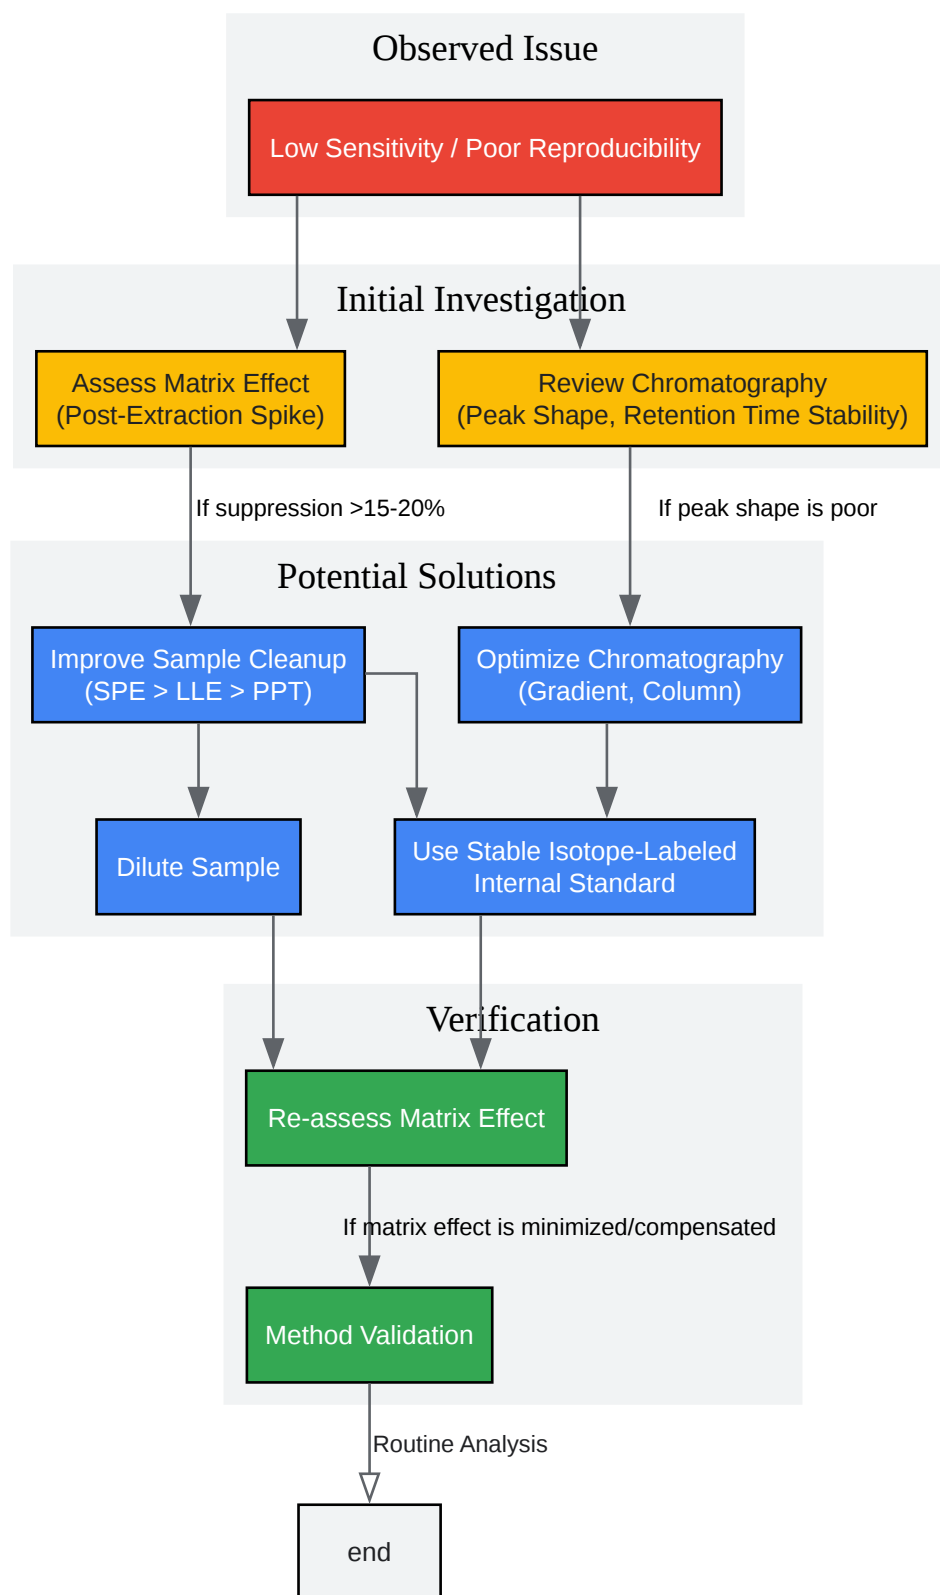 Observed Issue
Low Sensitivity / Poor Reproducibility
Initial Investigation
Assess Matrix Effect
(Post-Extraction Spike)
Review Chromatography
(Peak Shape, Retention Time Stability)
If suppression >15-20%
If peak shape is poor
Potential Solutions
Improve Sample Cleanup
(SPE > LLE > PPT)
Optimize Chromatography
(Gradient, Column)
Dilute Sample
Use Stable Isotope-Labeled
Internal Standard
Verification
Re-assess Matrix Effect
If matrix effect is minimized/compensated
Method Validation
Routine Analysis
end